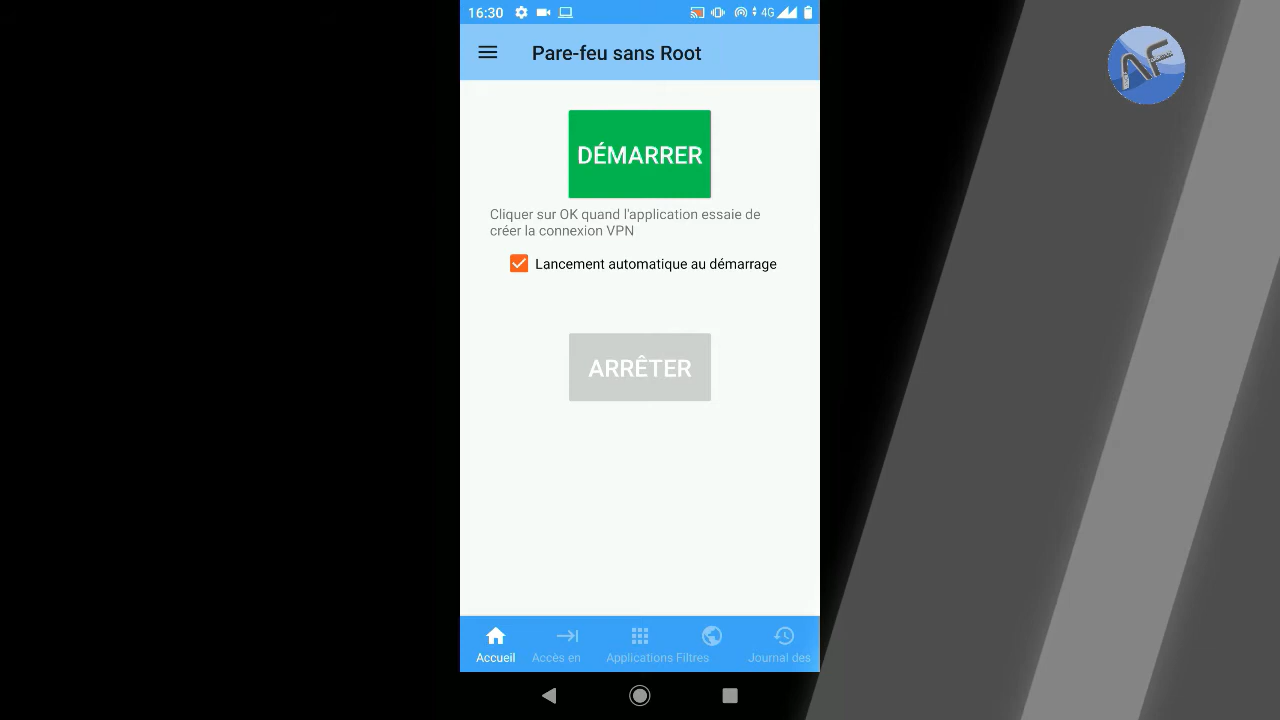 16:30
4G
Pare-feu sans Root
DÉMARRER
Cliquer sur OK quand l'application essaie de
créer la connexion VPN
Lancement automatique au démarrage
ARRÊTER
Accueil
Accès en
Applications
Filtres
Journal des
AF